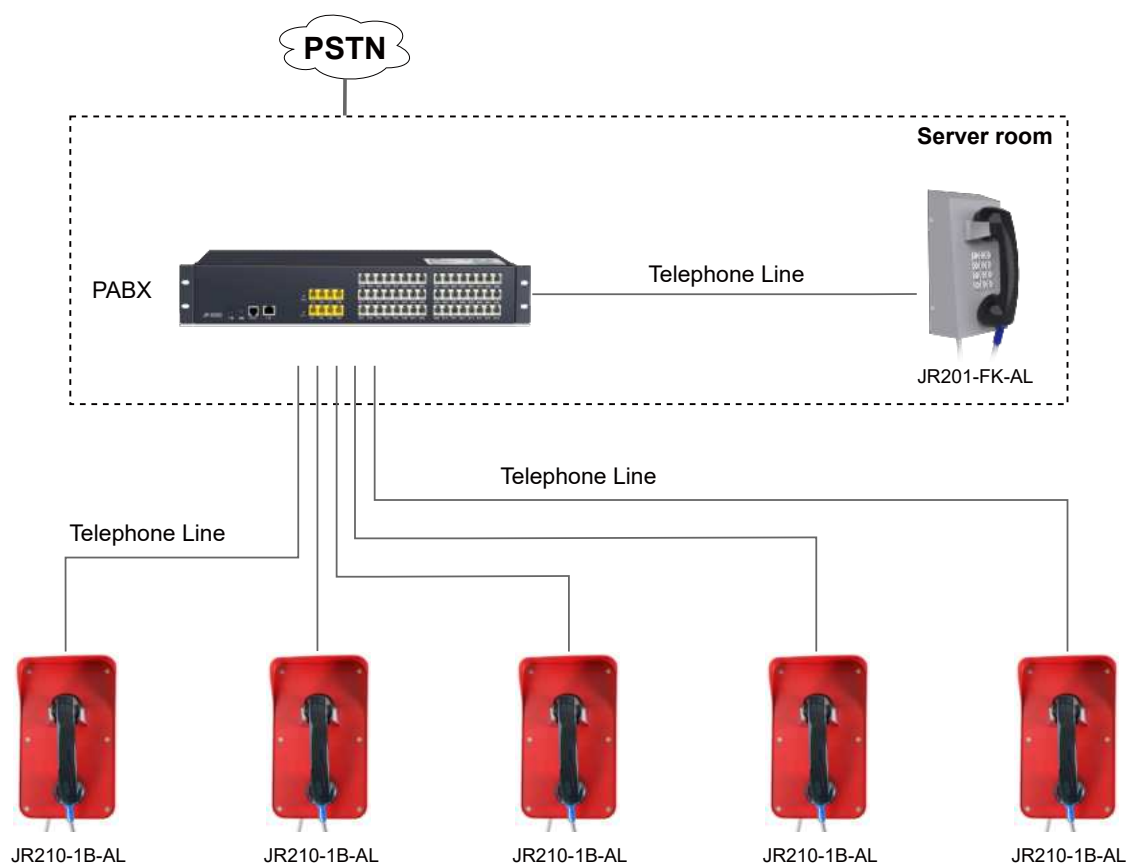 PSTN
Server room
PABX
Telephone Line
JR201-FK-AL
Telephone Line
Telephone Line
JR210-1B-AL
JR210-1B-AL
JR210-1B-AL
JR210-1B-AL
JR210-1B-AL